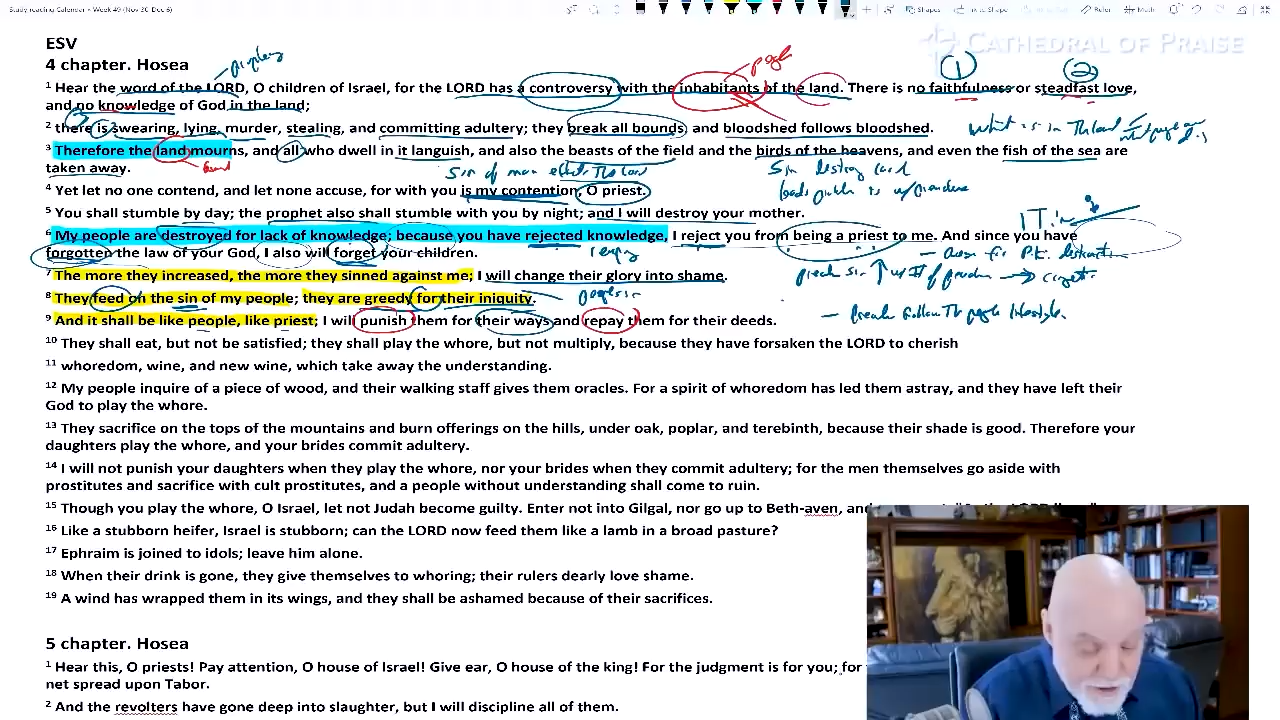 Study reading Calendar - Week 49 (Nov 30-Dec 6)
Shapes
Ink to Shape
Ruler
Math
CATHEDRAL OF PRAISE
ESV
4 chapter. Hosea
1 Hear the word of the LORD, O children of Israel, for the LORD has a controversy with the inhabitants of the land. There is no faithfulness or steadfast love,
and no knowledge of God in the land;
2 there is swearing, lying, murder, stealing, and committing adultery; they break all bounds, and bloodshed follows bloodshed.
3 Therefore the land mourns, and all who dwell in it languish, and also the beasts of the field and the birds of the heavens, and even the fish of the sea are
taken away.
4 Yet let no one contend, and let none accuse, for with you is my contention, O priest.
5 You shall stumble by day; the prophet also shall stumble with you by night; and I will destroy your mother.
6 My people are destroyed for lack of knowledge; because you have rejected knowledge, I reject you from being a priest to me. And since you have
forgotten the law of your God, I also will forget your children.
7 The more they increased, the more they sinned against me; I will change their glory into shame.
8 They feed on the sin of my people; they are greedy for their iniquity.
9 And it shall be like people, like priest; I will punish them for their ways and repay them for their deeds.
10 They shall eat, but not be satisfied; they shall play the whore, but not multiply, because they have forsaken the LORD to cherish
11 whoredom, wine, and new wine, which take away the understanding.
12 My people inquire of a piece of wood, and their walking staff gives them oracles. For a spirit of whoredom has led them astray, and they have left their
God to play the whore.
13 They sacrifice on the tops of the mountains and burn offerings on the hills, under oak, poplar, and terebinth, because their shade is good. Therefore your
daughters play the whore, and your brides commit adultery.
14 I will not punish your daughters when they play the whore, nor your brides when they commit adultery; for the men themselves go aside with
prostitutes and sacrifice with cult prostitutes, and a people without understanding shall come to ruin.
15 Though you play the whore, O Israel, let not Judah become guilty. Enter not into Gilgal, nor go up to Beth-aven, and
16 Like a stubborn heifer, Israel is stubborn; can the LORD now feed them like a lamb in a broad pasture?
17 Ephraim is joined to idols; leave him alone.
18 When their drink is gone, they give themselves to whoring; their rulers dearly love shame.
19 A wind has wrapped them in its wings, and they shall be ashamed because of their sacrifices.
5 chapter. Hosea
1 Hear this, O priests! Pay attention, O house of Israel! Give ear, O house of the king! For the judgment is for you; for
net spread upon Tabor.
2 And the revolters have gone deep into slaughter, but I will discipline all of them.